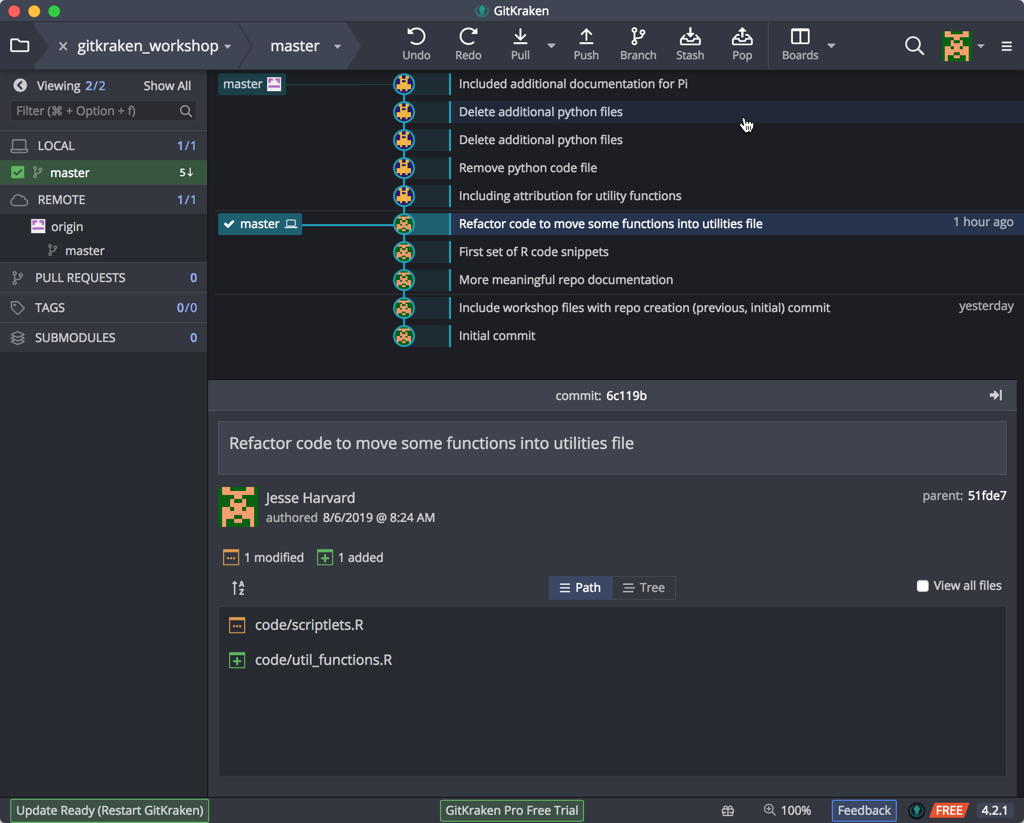 GitKraken
gitkraken_workshop
master
Undo
Redo
Pull
Push
Branch
Stash
Pop
Boards
Viewing 2/2
Show All
Filter (⌘ + Option + f)
LOCAL
1/1
master
5↓
REMOTE
1/1
origin
master
PULL REQUESTS
0
TAGS
0/0
SUBMODULES
0
master
Included additional documentation for Pi
Delete additional python files
Delete additional python files
Remove python code file
Including attribution for utility functions
master
Refactor code to move some functions into utilities file
1 hour ago
First set of R code snippets
More meaningful repo documentation
Include workshop files with repo creation (previous, initial) commit
yesterday
Initial commit
commit: 6c119b
Refactor code to move some functions into utilities file
Jesse Harvard
authored 8/6/2019 @ 8:24 AM
parent: 51fde7
1 modified
1 added
A
Z
Path
Tree
View all files
code/scriptlets.R
code/util_functions.R
Update Ready (Restart GitKraken)
GitKraken Pro Free Trial
100%
Feedback
FREE
4.2.1